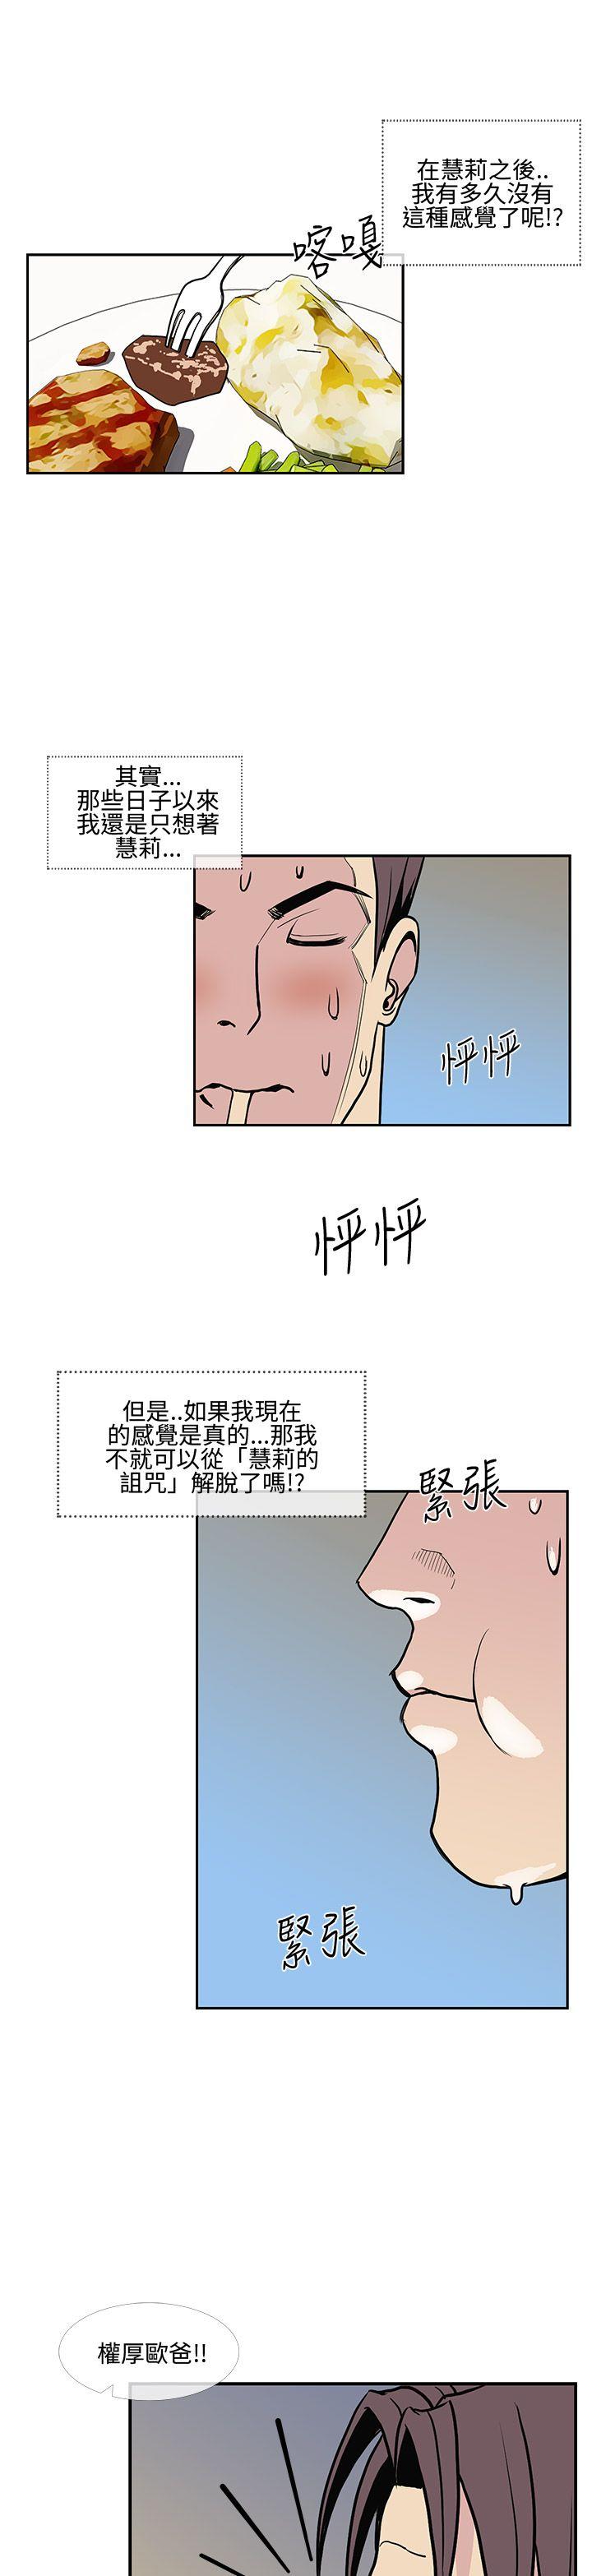 在慧莉之後..
我有多久沒有
這種感覺了呢!?
喀嘎
其實...
那些日子以來
我還是只想著
慧莉...
怦怦
怦怦
但是..如果我現在
的感覺是真的...那我
不就可以從「慧莉的
詛咒」解脫了嗎!?
緊張
緊張
權厚歐爸!!